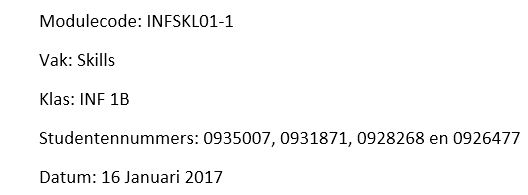 Modulecode: INFSKL01-1
Vak: Skills
Klas: INF 1B
Studentennummers: 0935007, 0931871, 0928268 en 0926477
Datum: 16 Januari 2017